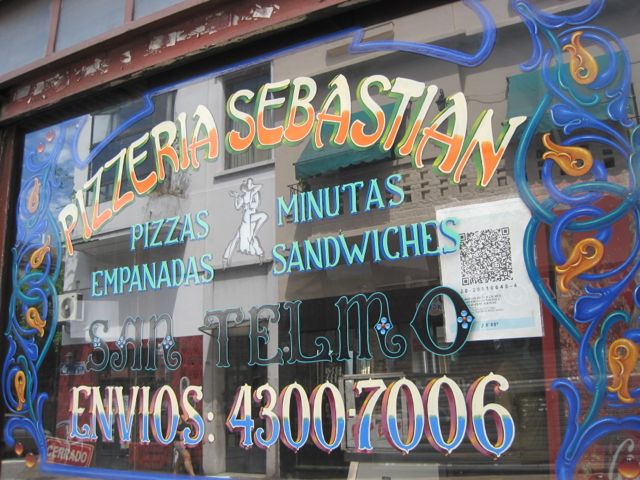 PIZZERIA SEBASTIAN
PIZZAS MINUTAS
EMPANADAS SANDWICHES
SAN TELMO
ENVIOS: 4300-7006
CERRADO